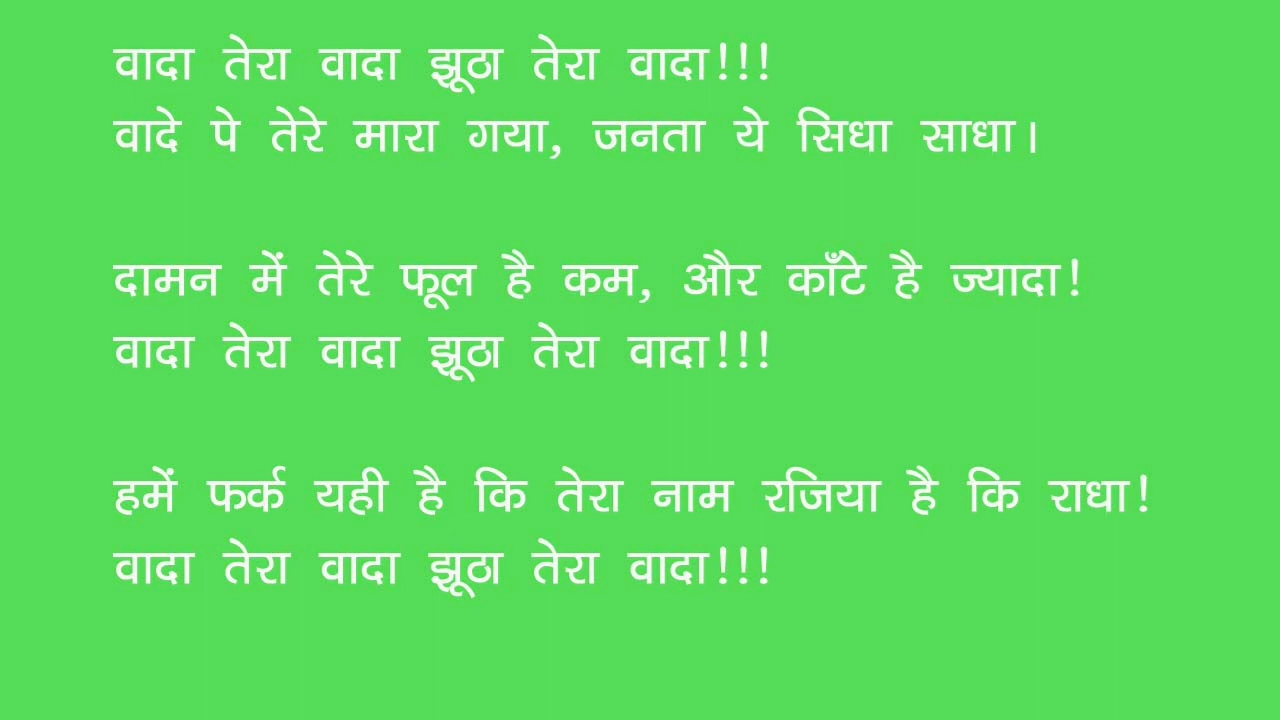 वादा तेरा वादा झूठा तेरा वादा!!!
वादे पे तेरे मारा गया, जनता ये सिधा साधा।
दामन में तेरे फूल है कम, और काँटे है ज्यादा!
वादा तेरा वादा झूठा तेरा वादा!!!
हमें फर्क यही है कि तेरा नाम रजिया है कि राधा!
वादा तेरा वादा झूठा तेरा वादा!!!